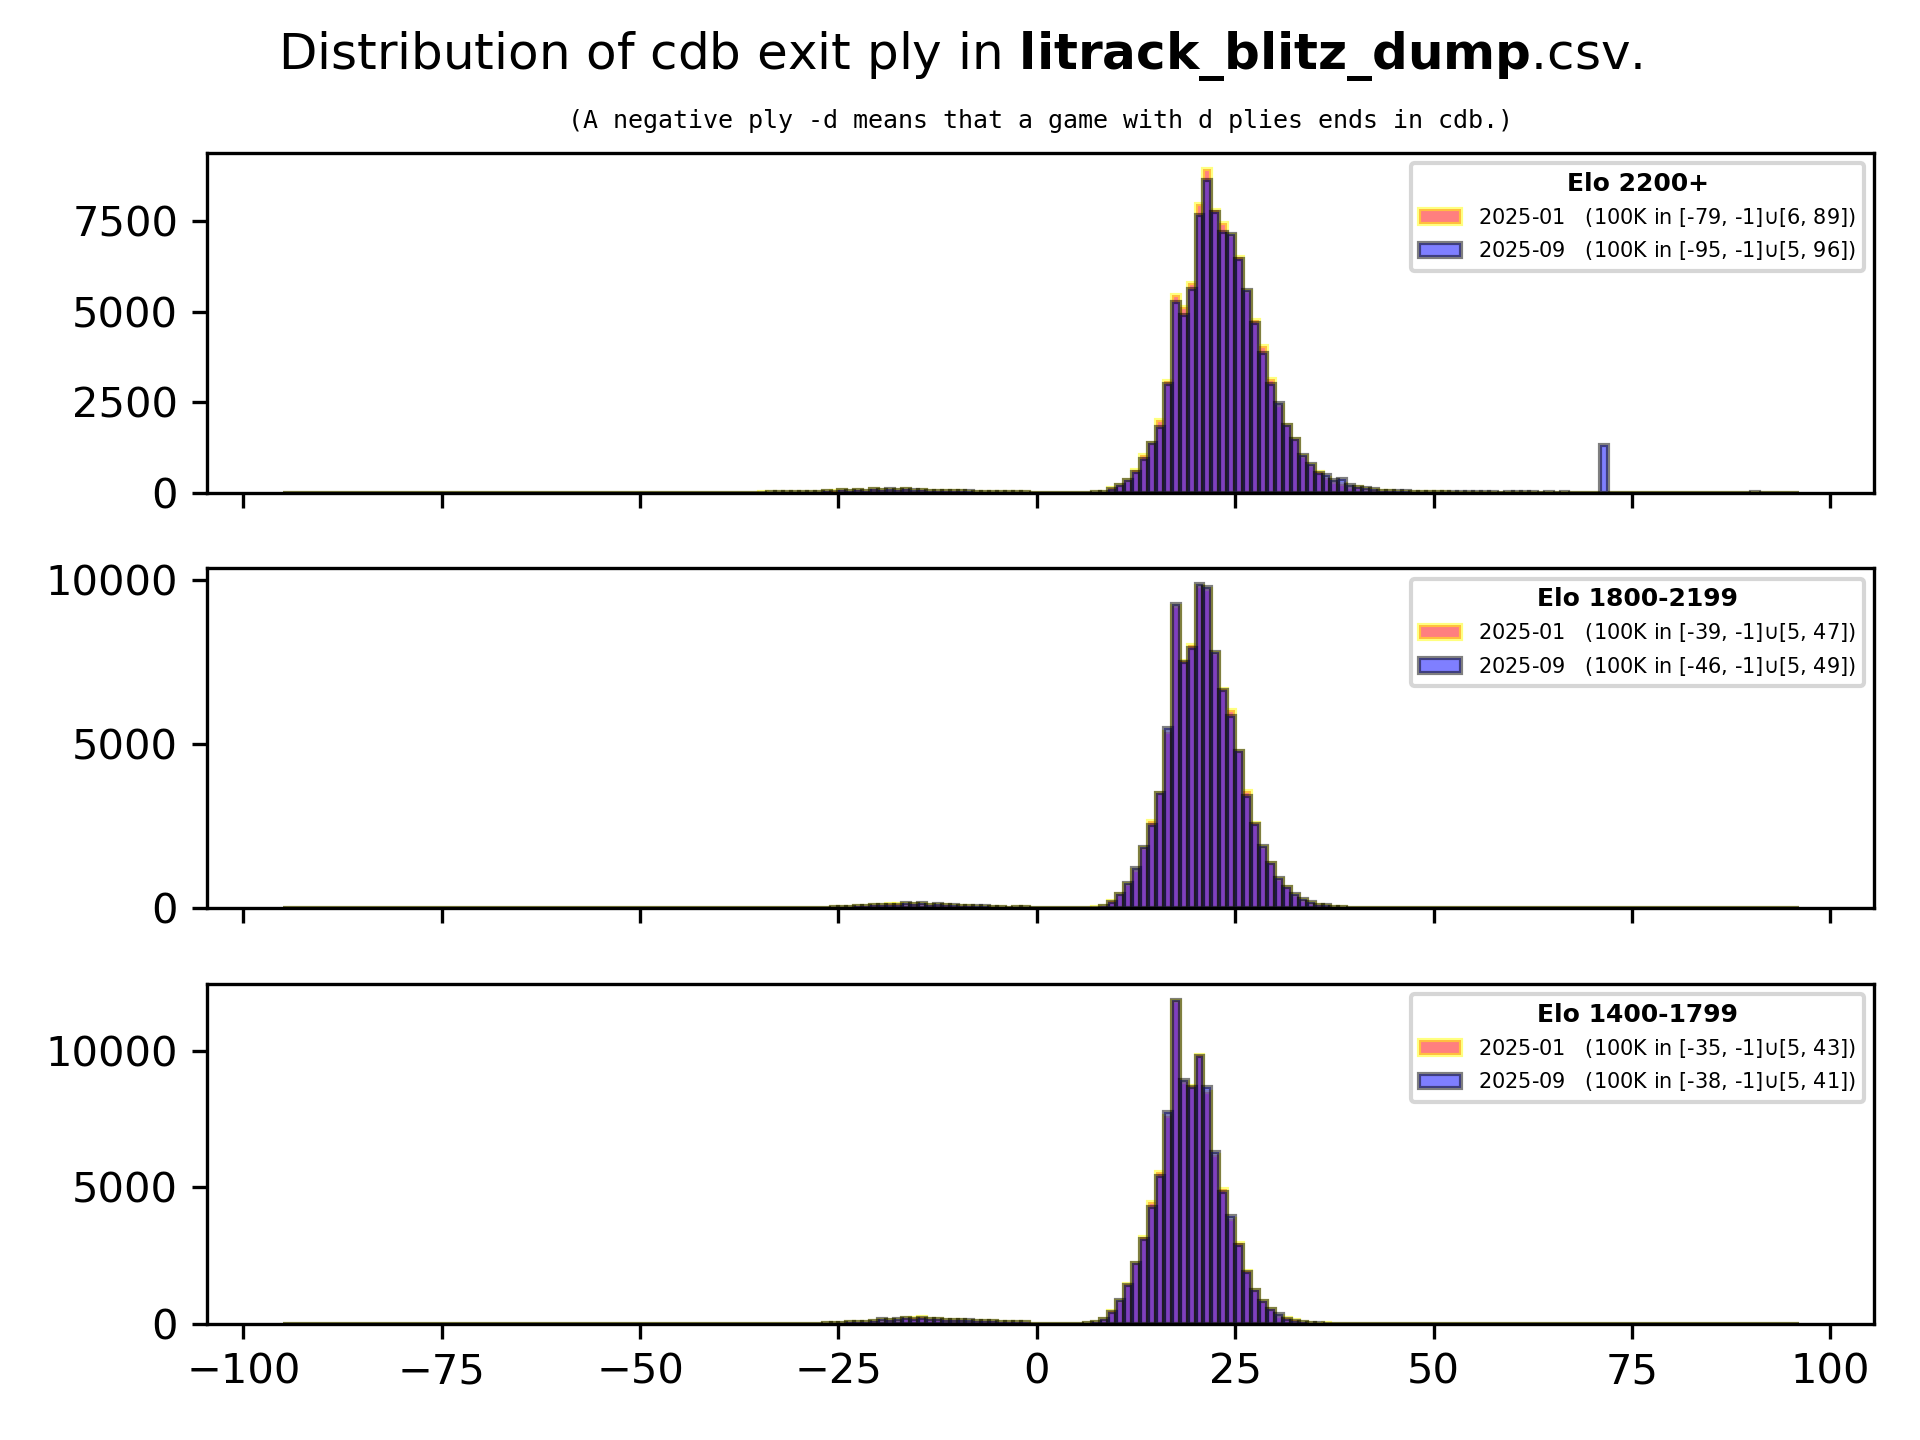 Distribution of cdb exit ply in litrack_blitz_dump.csv.
(A negative ply -d means that a game with d plies ends in cdb.)
Elo 2200+
2025-01 (100K in [-79, -1]∪[6, 89])
2025-09 (100K in [-95, -1]∪[5, 96])
7500
5000
2500
0
Elo 1800-2199
2025-01 (100K in [-39, -1]∪[5, 47])
2025-09 (100K in [-46, -1]∪[5, 49])
10000
5000
0
Elo 1400-1799
2025-01 (100K in [-35, -1]∪[5, 43])
2025-09 (100K in [-38, -1]∪[5, 41])
10000
5000
0
−100 −75 −50 −25 0 25 50 75 100